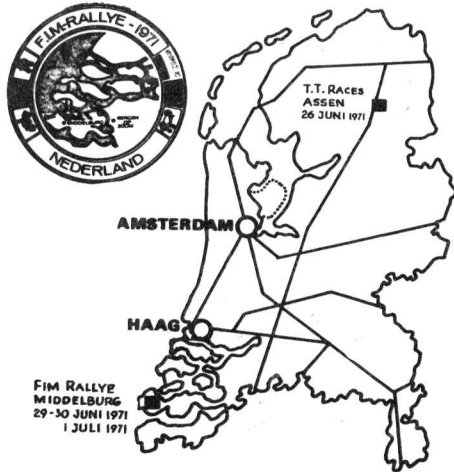 F.I.M-RALLYE-1971
NEDERLAND
T.T. RACES
ASSEN
26 JUNI 1971
AMSTERDAM
HAAG
FIM RALLYE
MIDDELBURG
29-30 JUNI 1971
1 JULI 1971